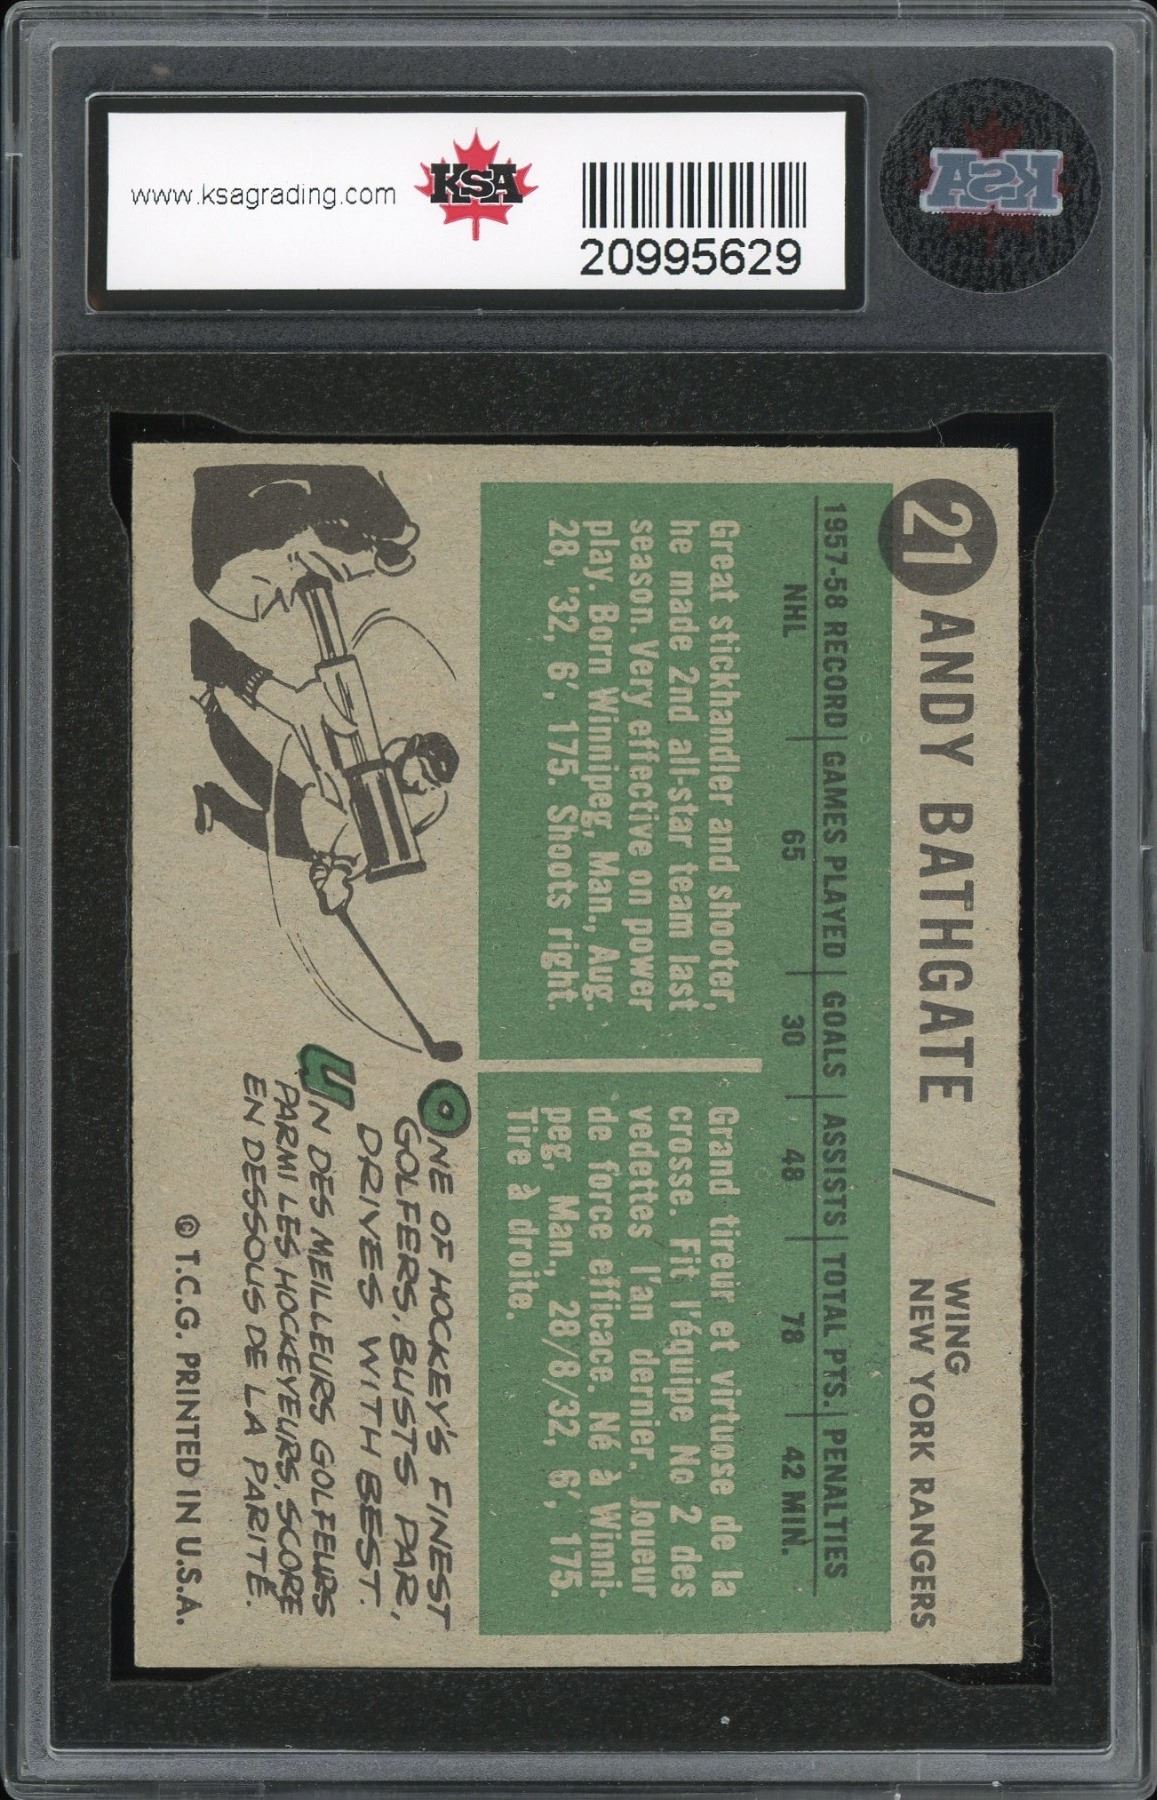 www.ksagrading.com
KSA
20995629
KSA
21 ANDY BATHGATE / WING
NEW YORK RANGERS
1957-58 RECORD | GAMES PLAYED | GOALS | ASSISTS | TOTAL PTS. | PENALTIES
NHL 65 30 48 78 42 MIN.
Great stickhandler and shooter,
he made 2nd all-star team last
season. Very effective on power
play. Born Winnipeg, Man., Aug.
28, '32, 6', 175. Shoots right.
Grand tireur et virtuose de la
crosse. Fit l'équipe No 2 des
vedettes l'an dernier. Joueur
de force efficace. Né à Winni-
peg, Man., 28/8/32, 6', 175.
Tire à droite.
ONE OF HOCKEY'S FINEST
GOLFERS, BUSTS PAR,
DRIVES WITH BEST.
UN DES MEILLEURS GOLFEURS
PARMI LES HOCKEYEURS, SCORE
EN DESSOUS DE LA PARITÉ.
© T.C.G. PRINTED IN U.S.A.